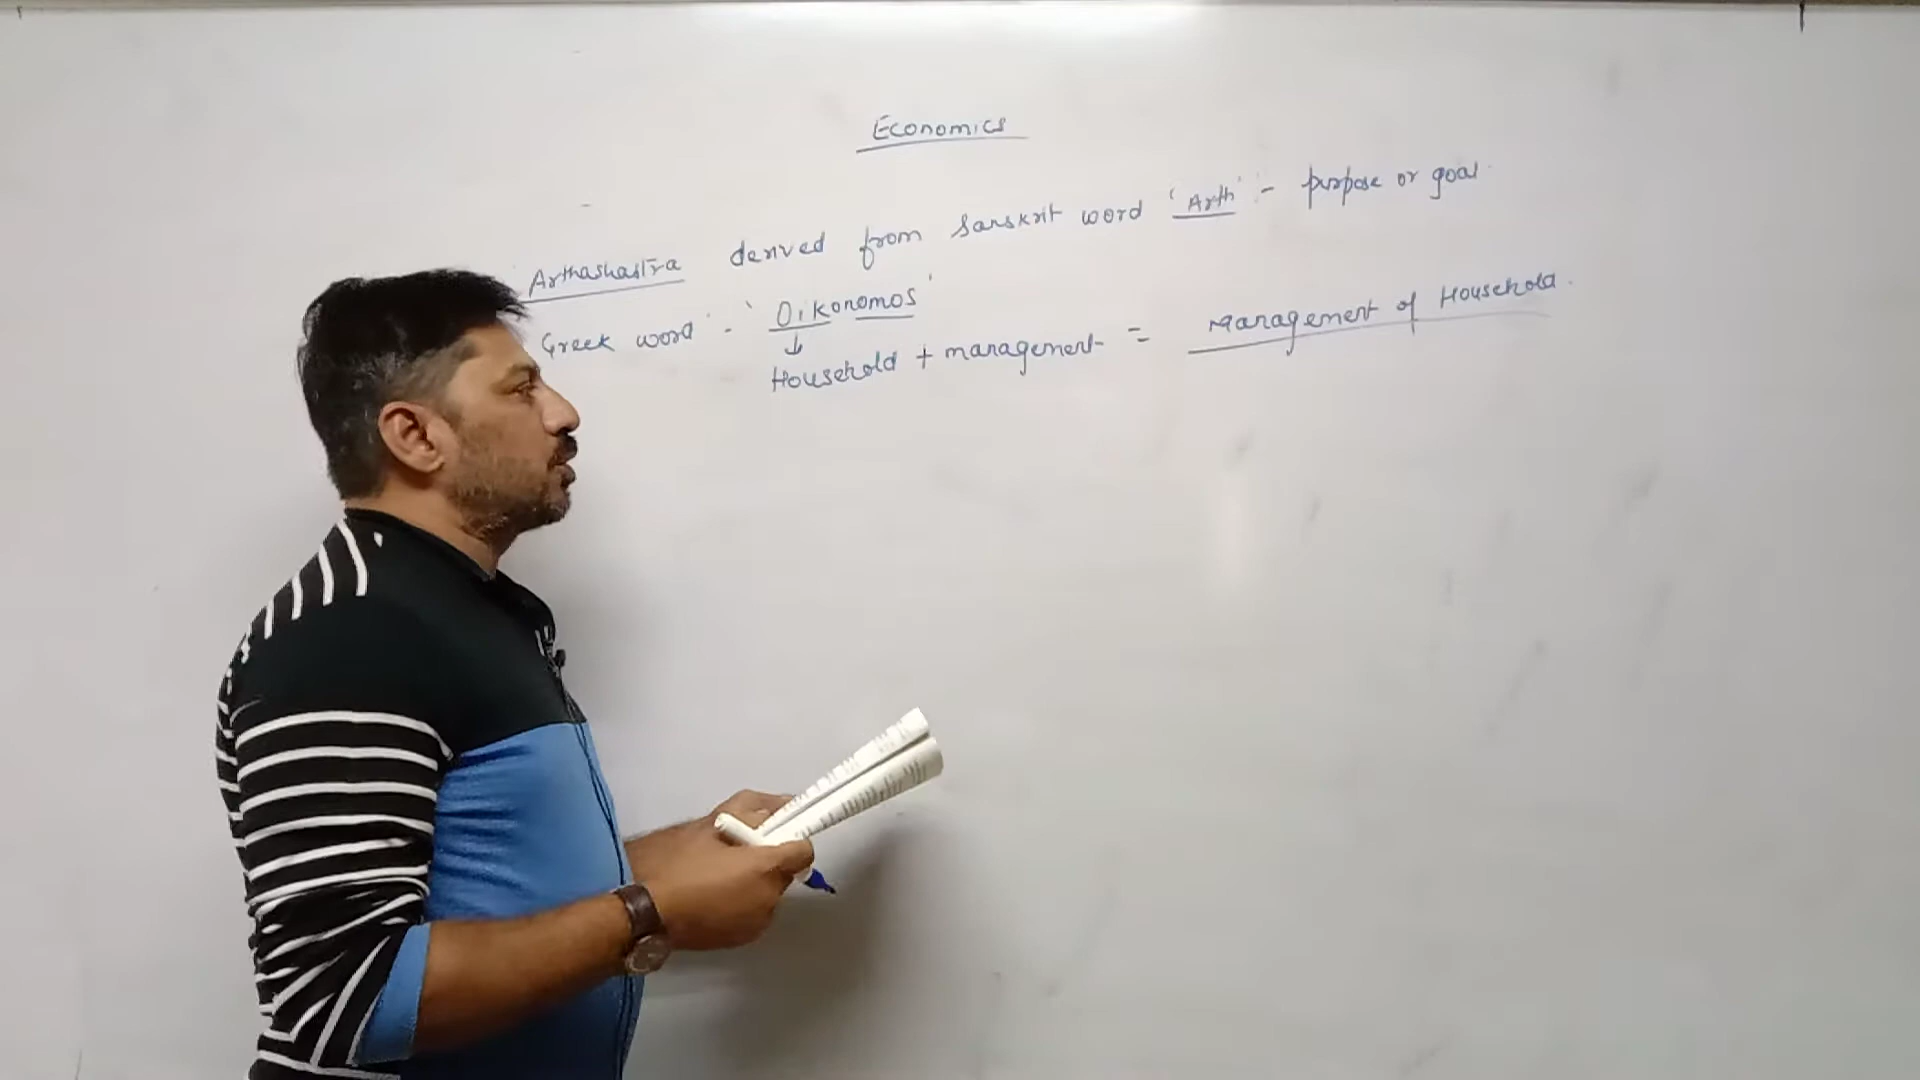 Economics
Arthashastra derived from Sanskrit word 'Arth' - purpose or goal
Greek word - 'Oikonomos'
↓
Household + management = Management of Household.